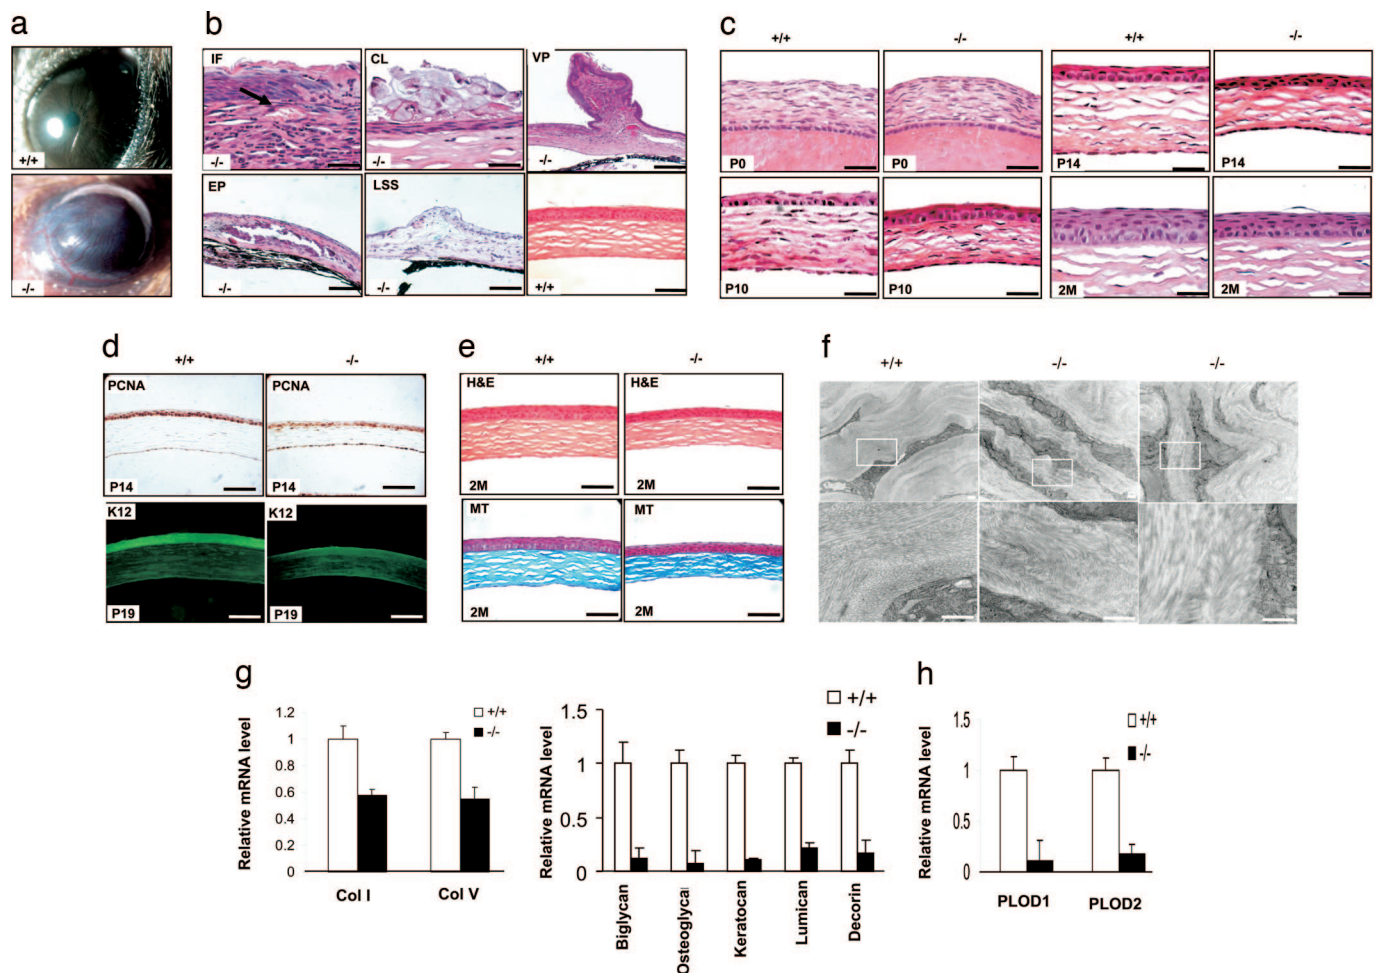 a
+/+
-/-
b
IF
-/-
CL
-/-
VP
-/-
EP
-/-
LSS
-/-
+/+
c
+/+
-/-
+/+
-/-
P0
P0
P14
P14
P10
P10
2M
2M
d
+/+
-/-
PCNA
P14
PCNA
P14
K12
P19
K12
P19
e
+/+
-/-
H&E
2M
H&E
2M
MT
2M
MT
2M
f
+/+
-/-
-/-
g
Relative mRNA level
1.2
1
0.8
0.6
0.4
0.2
0
+/+
-/-
Col I
Col V
Relative mRNA level
1.5
1
0.5
0
+/+
-/-
Biglycan
Osteoglycal
Keratocan
Lumican
Decorin
h
Relative mRNA level
1.5
1
0.5
0
+/+
-/-
PLOD1
PLOD2